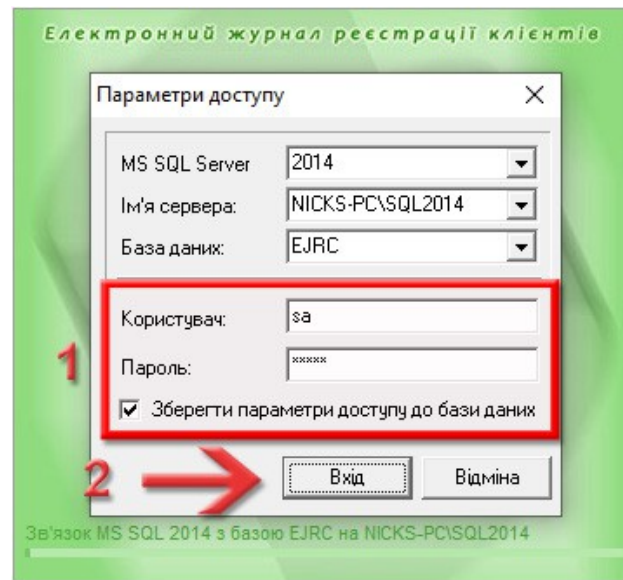 Електронний журнал реєстрації клієнтів
Параметри доступу
MS SQL Server 2014
Ім'я сервера: NICKS-PC\SQL2014
База даних: EJRC
Користувач: sa
1
Пароль: xxxxx
Зберегти параметри доступу до бази даних
2 Вхід Відміна
Зв'язок MS SQL 2014 з базою EJRC на NICKS-PC\SQL2014